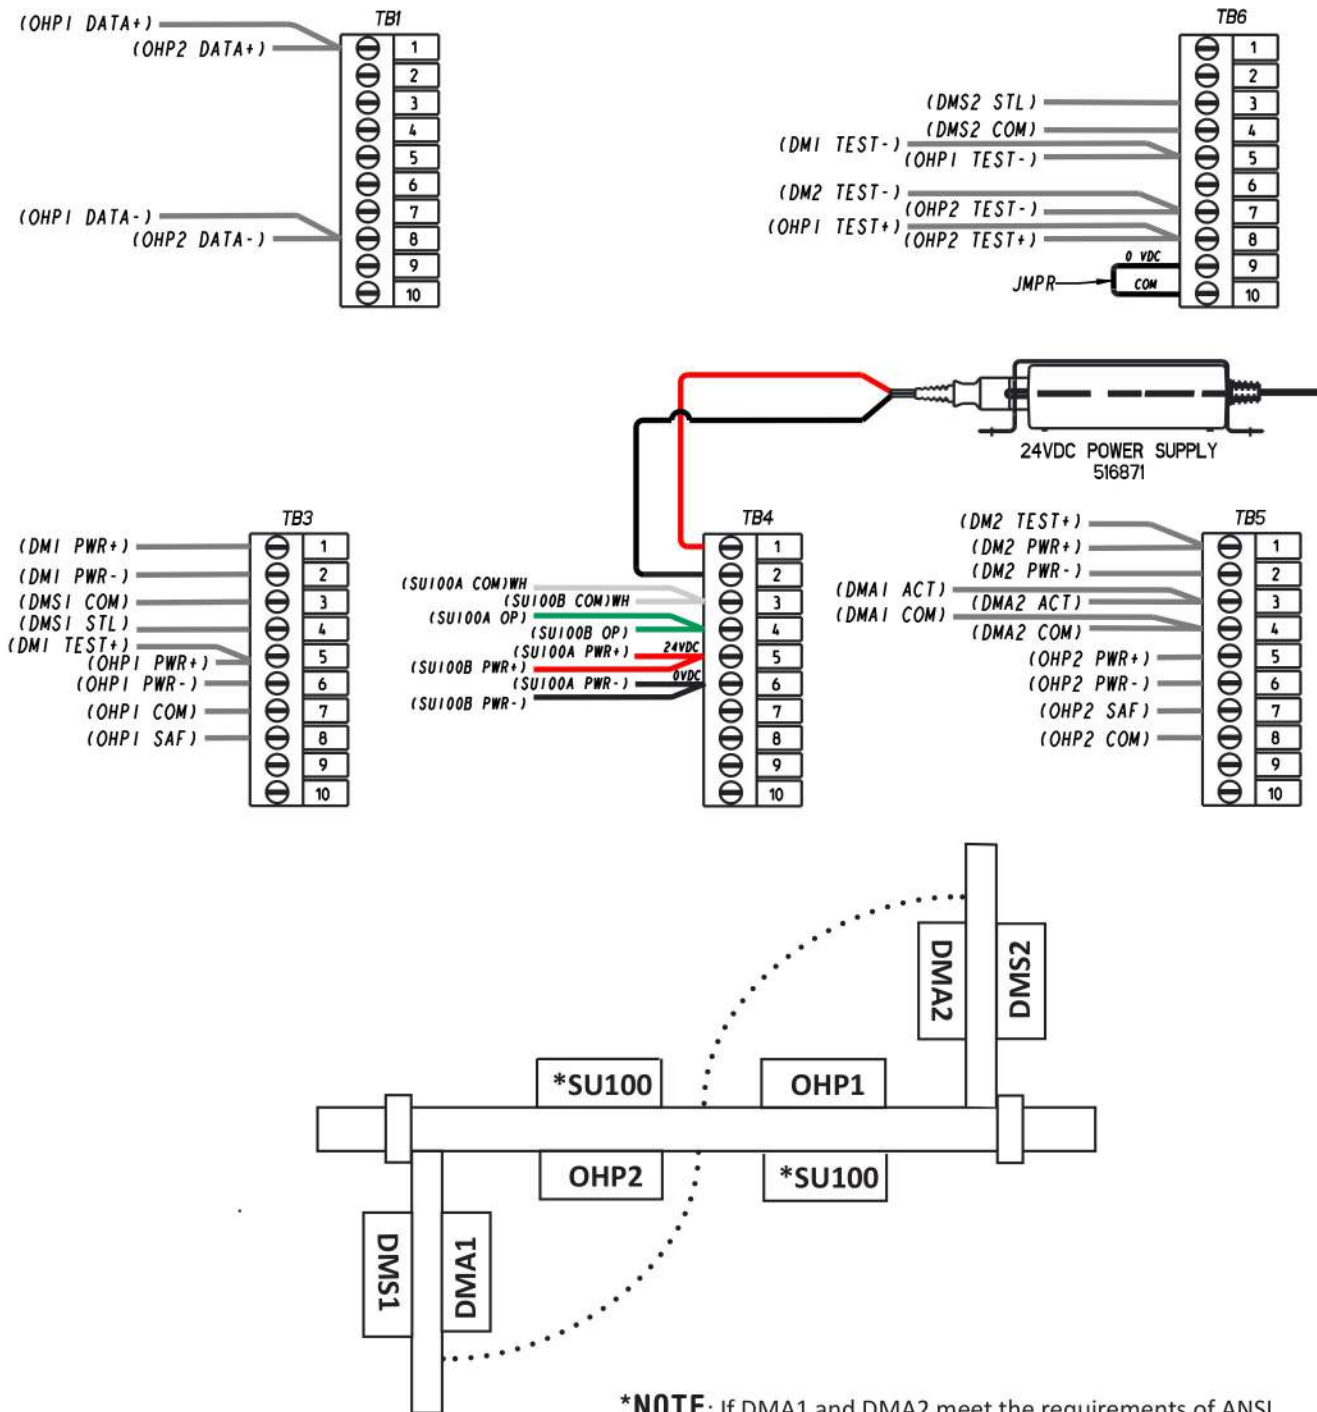 TB1
(OHP1 DATA+)
(OHP2 DATA+)
1
2
3
4
5
6
7
8
9
10
(OHP1 DATA-)
(OHP2 DATA-)
TB6
1
2
3
4
5
6
7
8
9
10
(DMS2 STL)
(DMS2 COM)
(DM1 TEST-)
(OHP1 TEST-)
(DM2 TEST-)
(OHP2 TEST-)
(OHP1 TEST+)
(OHP2 TEST+)
0 VDC
JMPR
COM
24VDC POWER SUPPLY
516871
TB3
(DM1 PWR+)
(DM1 PWR-)
(DMS1 COM)
(DMS1 STL)
(DM1 TEST+)
(OHP1 PWR+)
(OHP1 PWR-)
(OHP1 COM)
(OHP1 SAF)
1
2
3
4
5
6
7
8
9
10
TB4
(SU100A COM)WH
(SU100B COM)WH
(SU100A OP)
(SU100B OP)
(SU100A PWR+)
24VDC
(SU100B PWR+)
0VDC
(SU100A PWR-)
(SU100B PWR-)
1
2
3
4
5
6
7
8
9
10
TB5
(DM2 TEST+)
(DM2 PWR+)
(DM2 PWR-)
(DMA1 ACT)
(DMA2 ACT)
(DMA1 COM)
(DMA2 COM)
(OHP2 PWR+)
(OHP2 PWR-)
(OHP2 SAF)
(OHP2 COM)
1
2
3
4
5
6
7
8
9
10
DMA2
DMS2
*SU100
OHP1
OHP2
*SU100
DMS1
DMA1
*NOTE: If DMA1 and DMA2 meet the requirements of ANSI